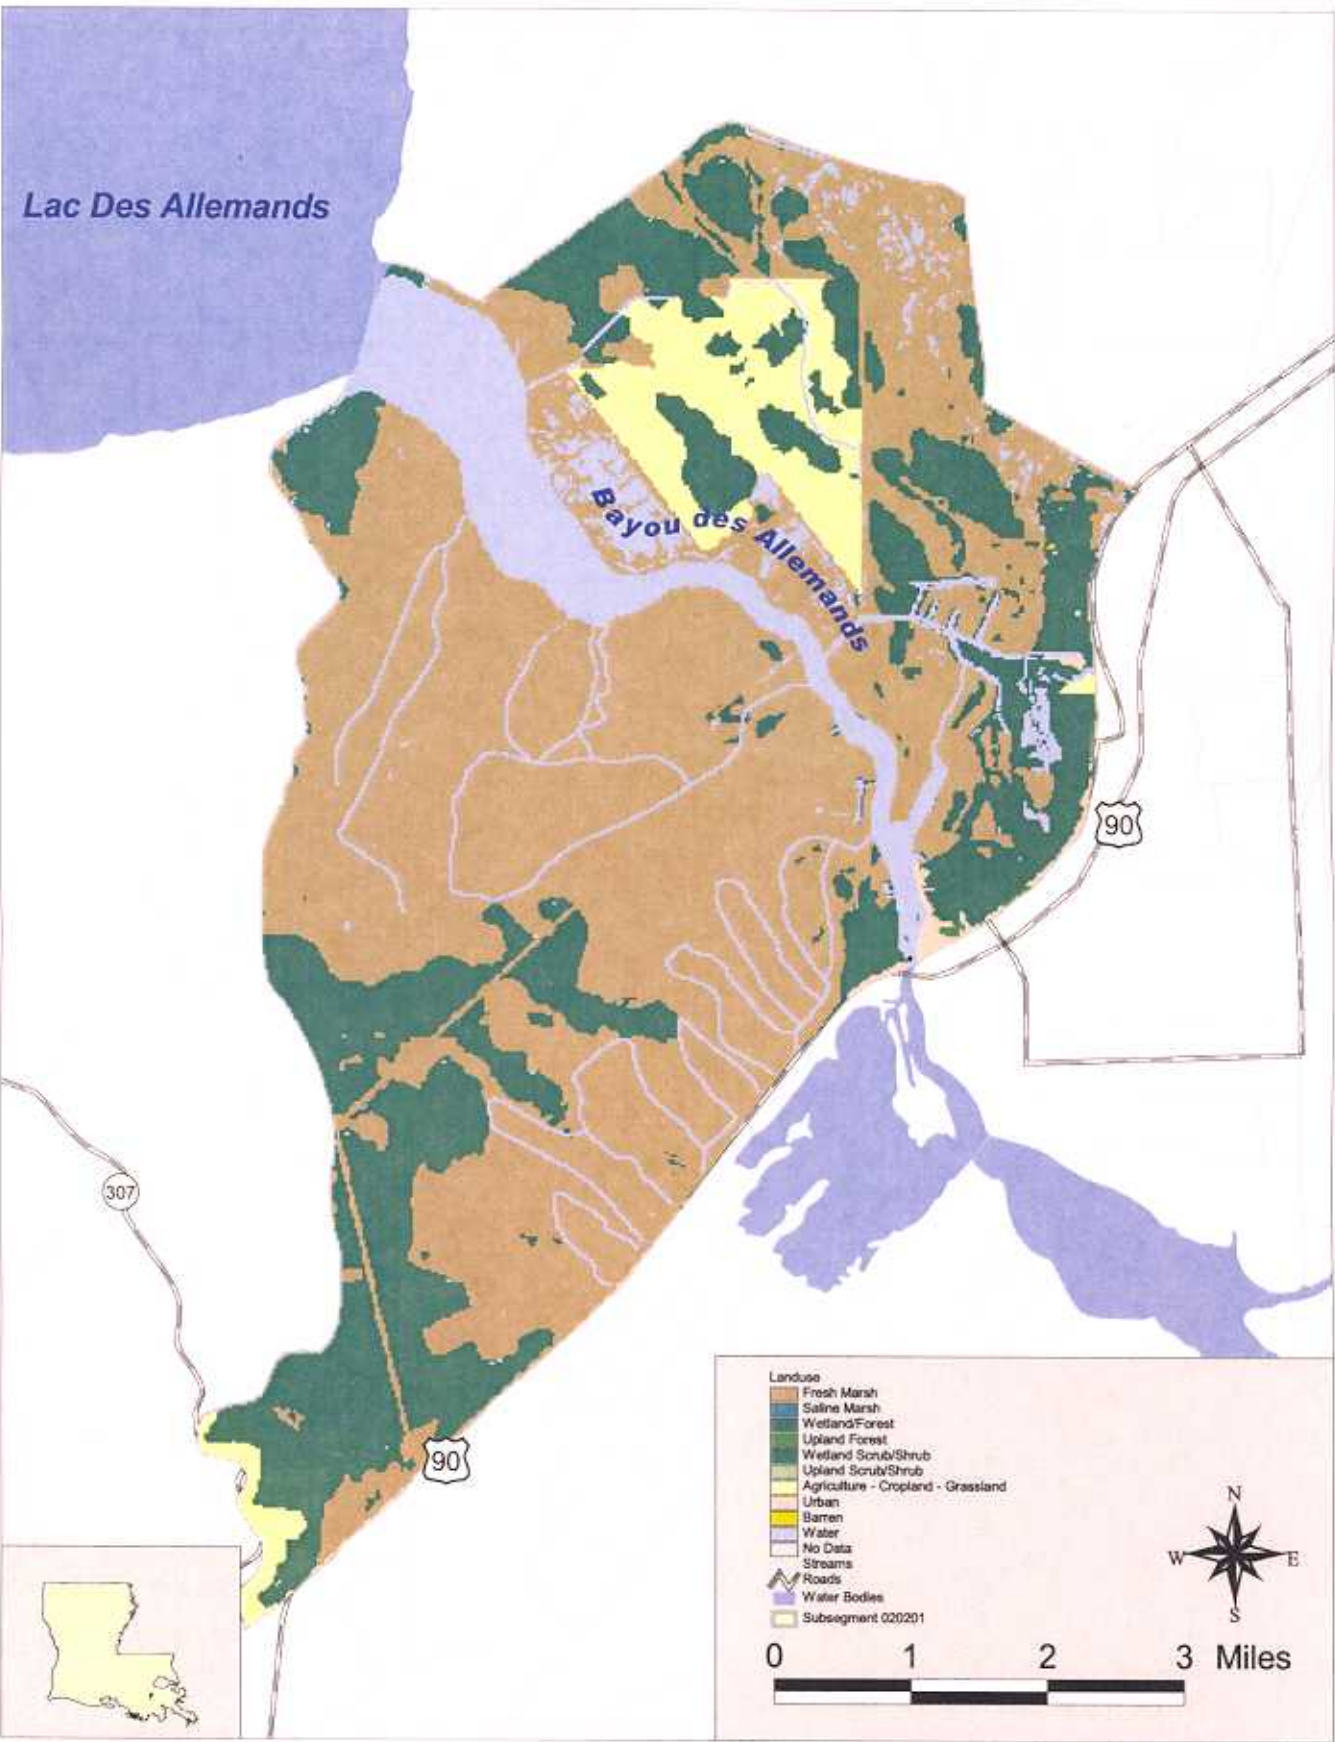 Lac Des Allemands
Bayou des Allemands
90
307
90
Landuse
Fresh Marsh
Saline Marsh
Wetland/Forest
Upland Forest
Wetland Scrub/Shrub
Upland Scrub/Shrub
Agriculture - Cropland - Grassland
Urban
Barren
Water
No Data
Streams
Roads
Water Bodies
Subsegment 020201
N
W
E
S
0 1 2 3 Miles